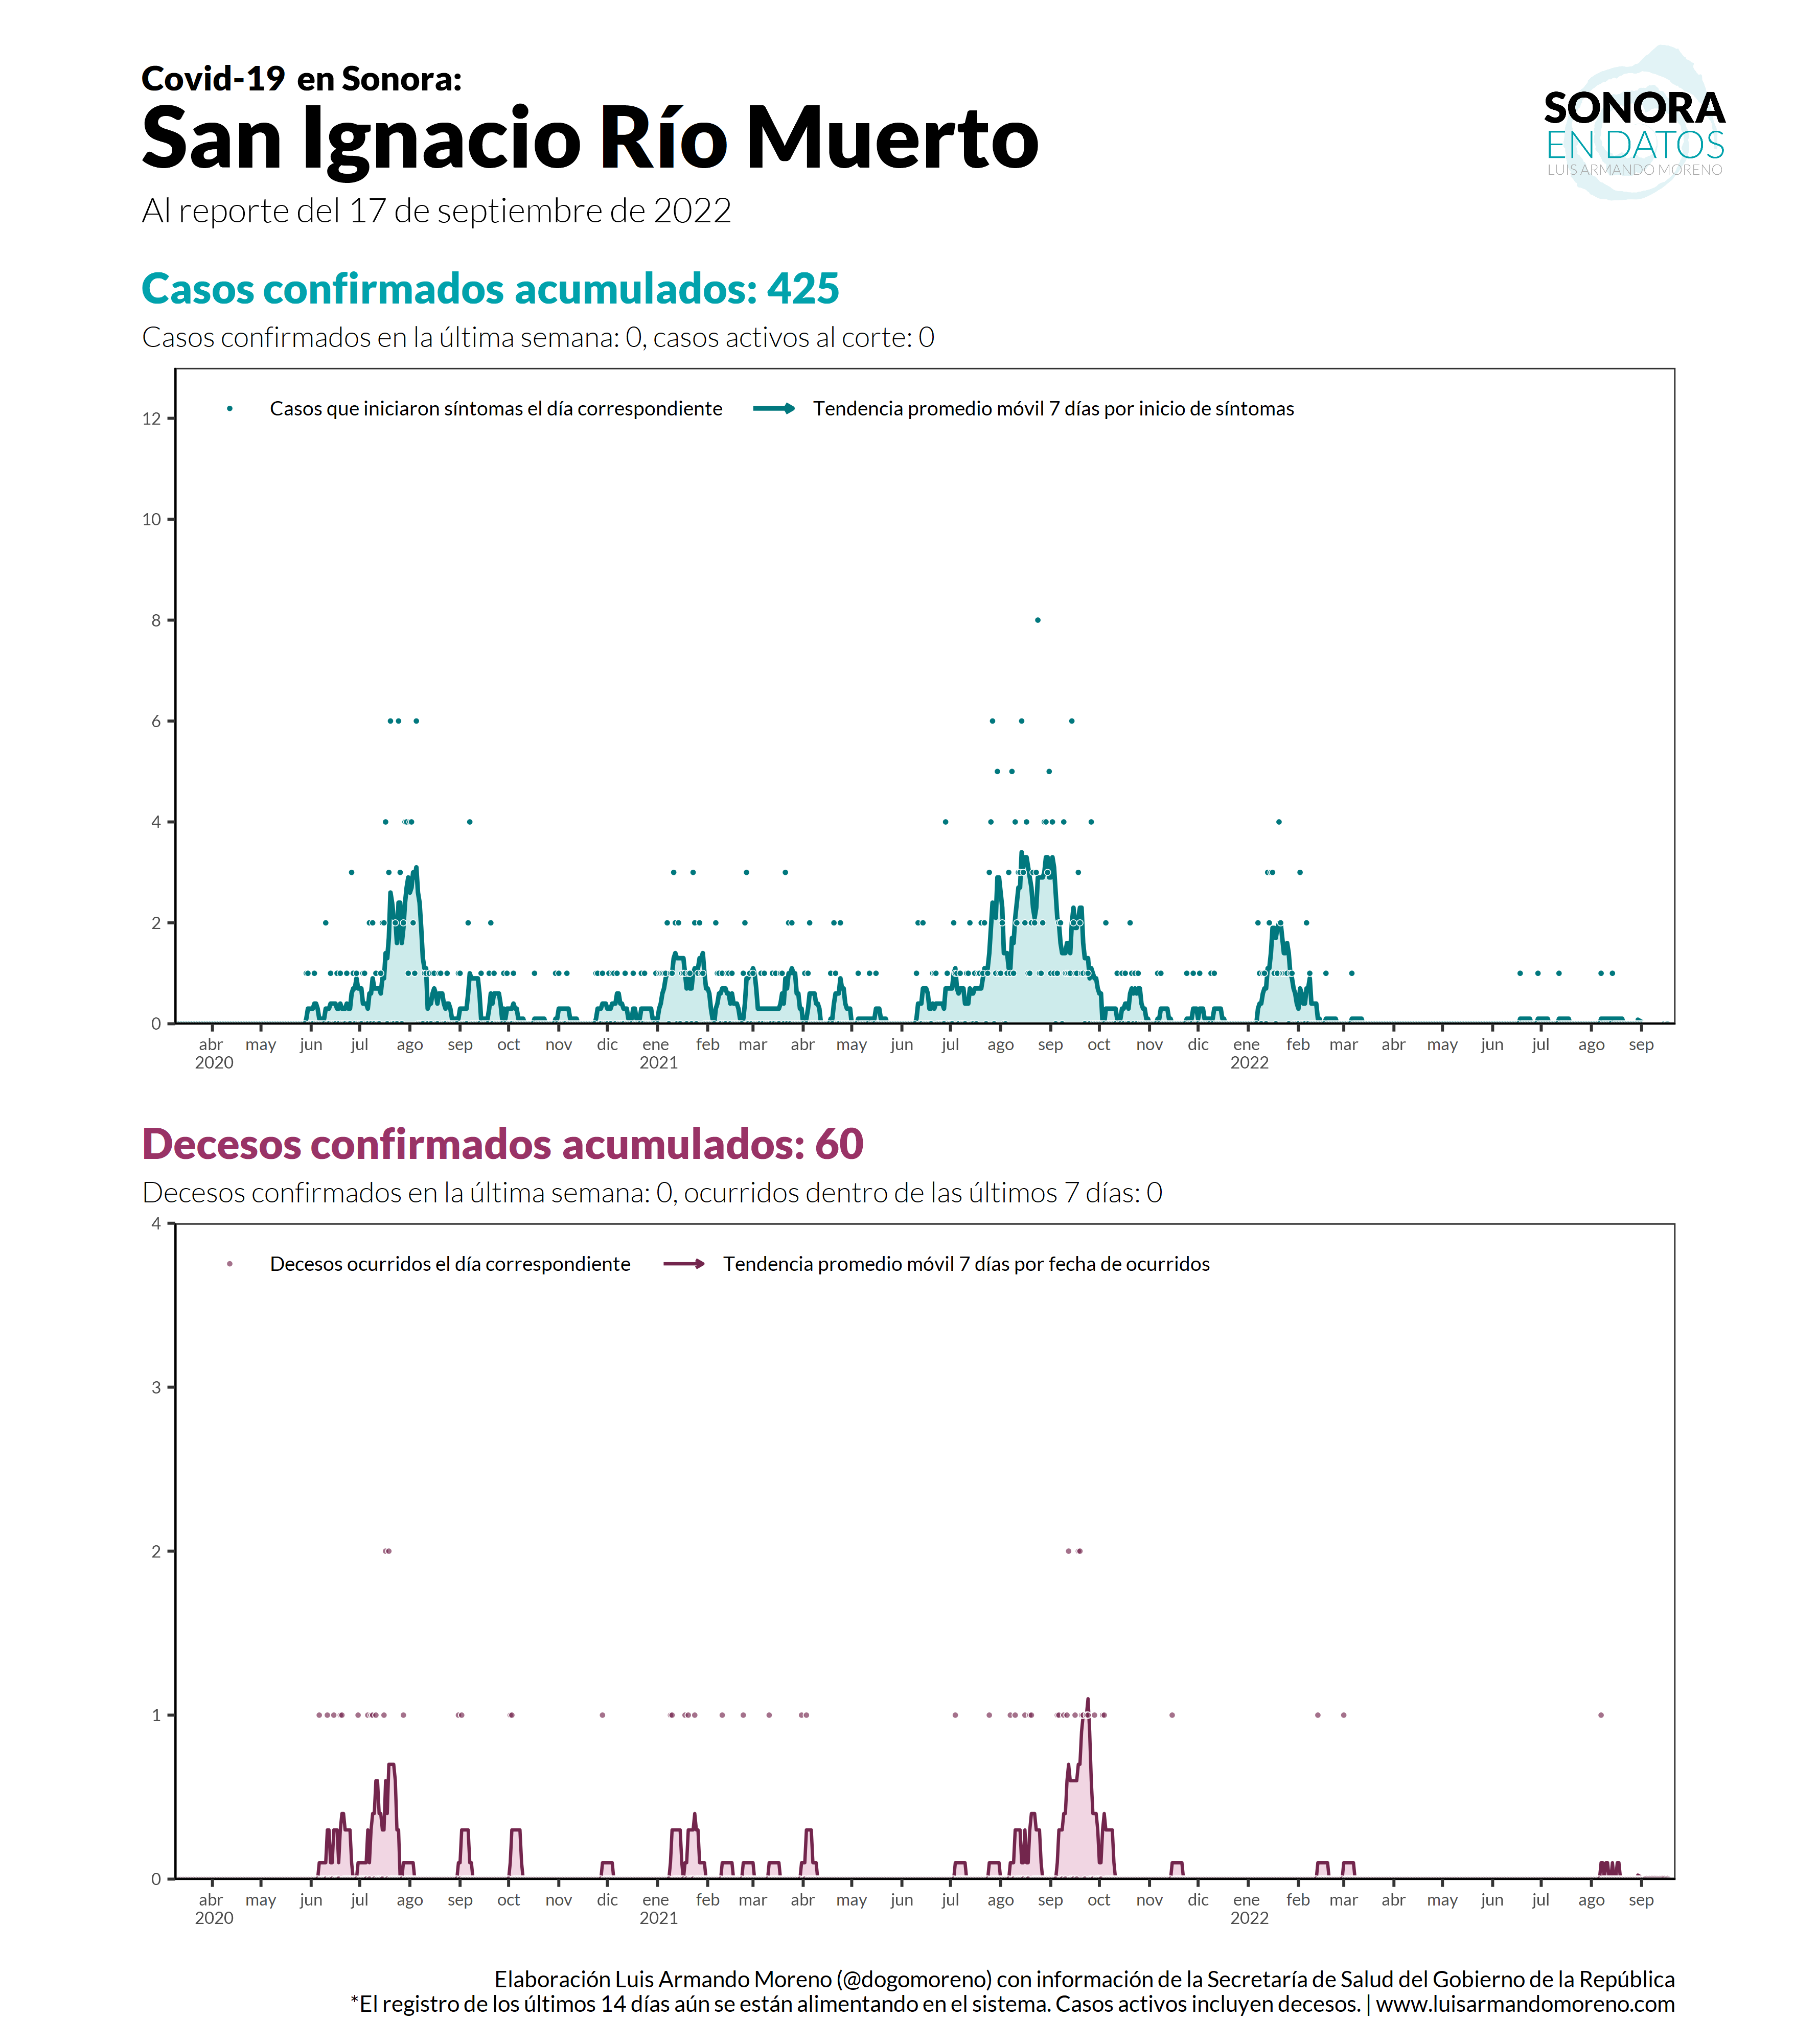 Covid-19 en Sonora:
San Ignacio Río Muerto
Al reporte del 17 de septiembre de 2022
SONORA
EN DATOS
LUIS ARMANDO MORENO
Casos confirmados acumulados: 425
Casos confirmados en la última semana: 0, casos activos al corte: 0
Casos que iniciaron síntomas el día correspondiente Tendencia promedio móvil 7 días por inicio de síntomas
12
10
8
6
4
2
0
abr may jun jul ago sep oct nov dic ene feb mar abr may jun jul ago sep oct nov dic ene feb mar abr may jun jul ago sep
2020 2021 2022
Decesos confirmados acumulados: 60
Decesos confirmados en la última semana: 0, ocurridos dentro de las últimos 7 días: 0
Decesos ocurridos el día correspondiente Tendencia promedio móvil 7 días por fecha de ocurridos
4
3
2
1
0
abr may jun jul ago sep oct nov dic ene feb mar abr may jun jul ago sep oct nov dic ene feb mar abr may jun jul ago sep
2020 2021 2022
Elaboración Luis Armando Moreno (@dogomoreno) con información de la Secretaría de Salud del Gobierno de la República
*El registro de los últimos 14 días aún se están alimentando en el sistema. Casos activos incluyen decesos. | www.luisarmandomoreno.com